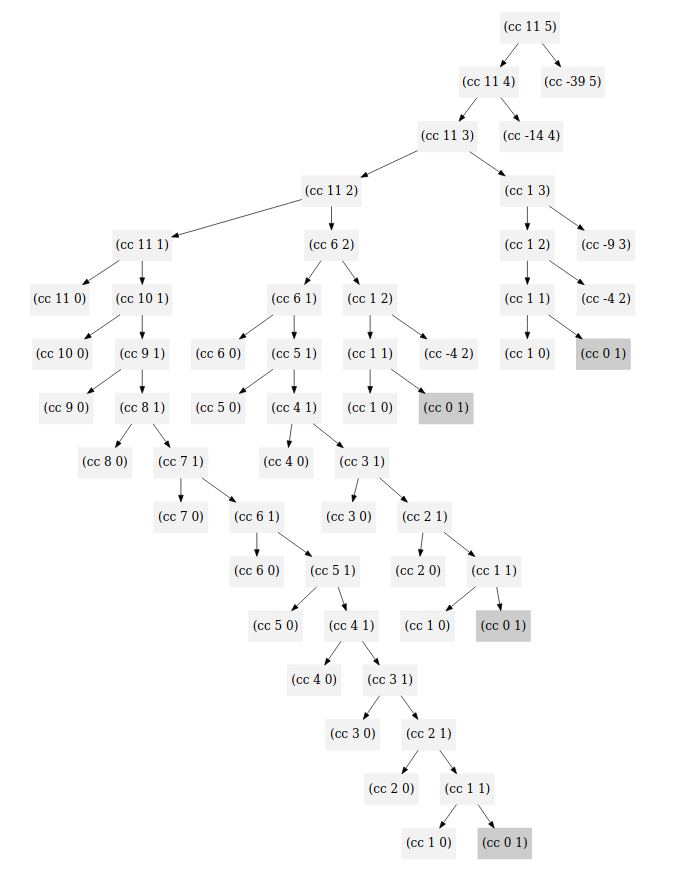 (cc 11 5)
(cc 11 4)
(cc -39 5)
(cc 11 3)
(cc -14 4)
(cc 11 2)
(cc 1 3)
(cc 11 1)
(cc 6 2)
(cc 1 2)
(cc -9 3)
(cc 11 0)
(cc 10 1)
(cc 6 1)
(cc 1 2)
(cc 1 1)
(cc -4 2)
(cc 10 0)
(cc 9 1)
(cc 6 0)
(cc 5 1)
(cc 1 1)
(cc -4 2)
(cc 1 0)
(cc 0 1)
(cc 9 0)
(cc 8 1)
(cc 5 0)
(cc 4 1)
(cc 1 0)
(cc 0 1)
(cc 8 0)
(cc 7 1)
(cc 4 0)
(cc 3 1)
(cc 7 0)
(cc 6 1)
(cc 3 0)
(cc 2 1)
(cc 6 0)
(cc 5 1)
(cc 2 0)
(cc 1 1)
(cc 5 0)
(cc 4 1)
(cc 1 0)
(cc 0 1)
(cc 4 0)
(cc 3 1)
(cc 3 0)
(cc 2 1)
(cc 2 0)
(cc 1 1)
(cc 1 0)
(cc 0 1)